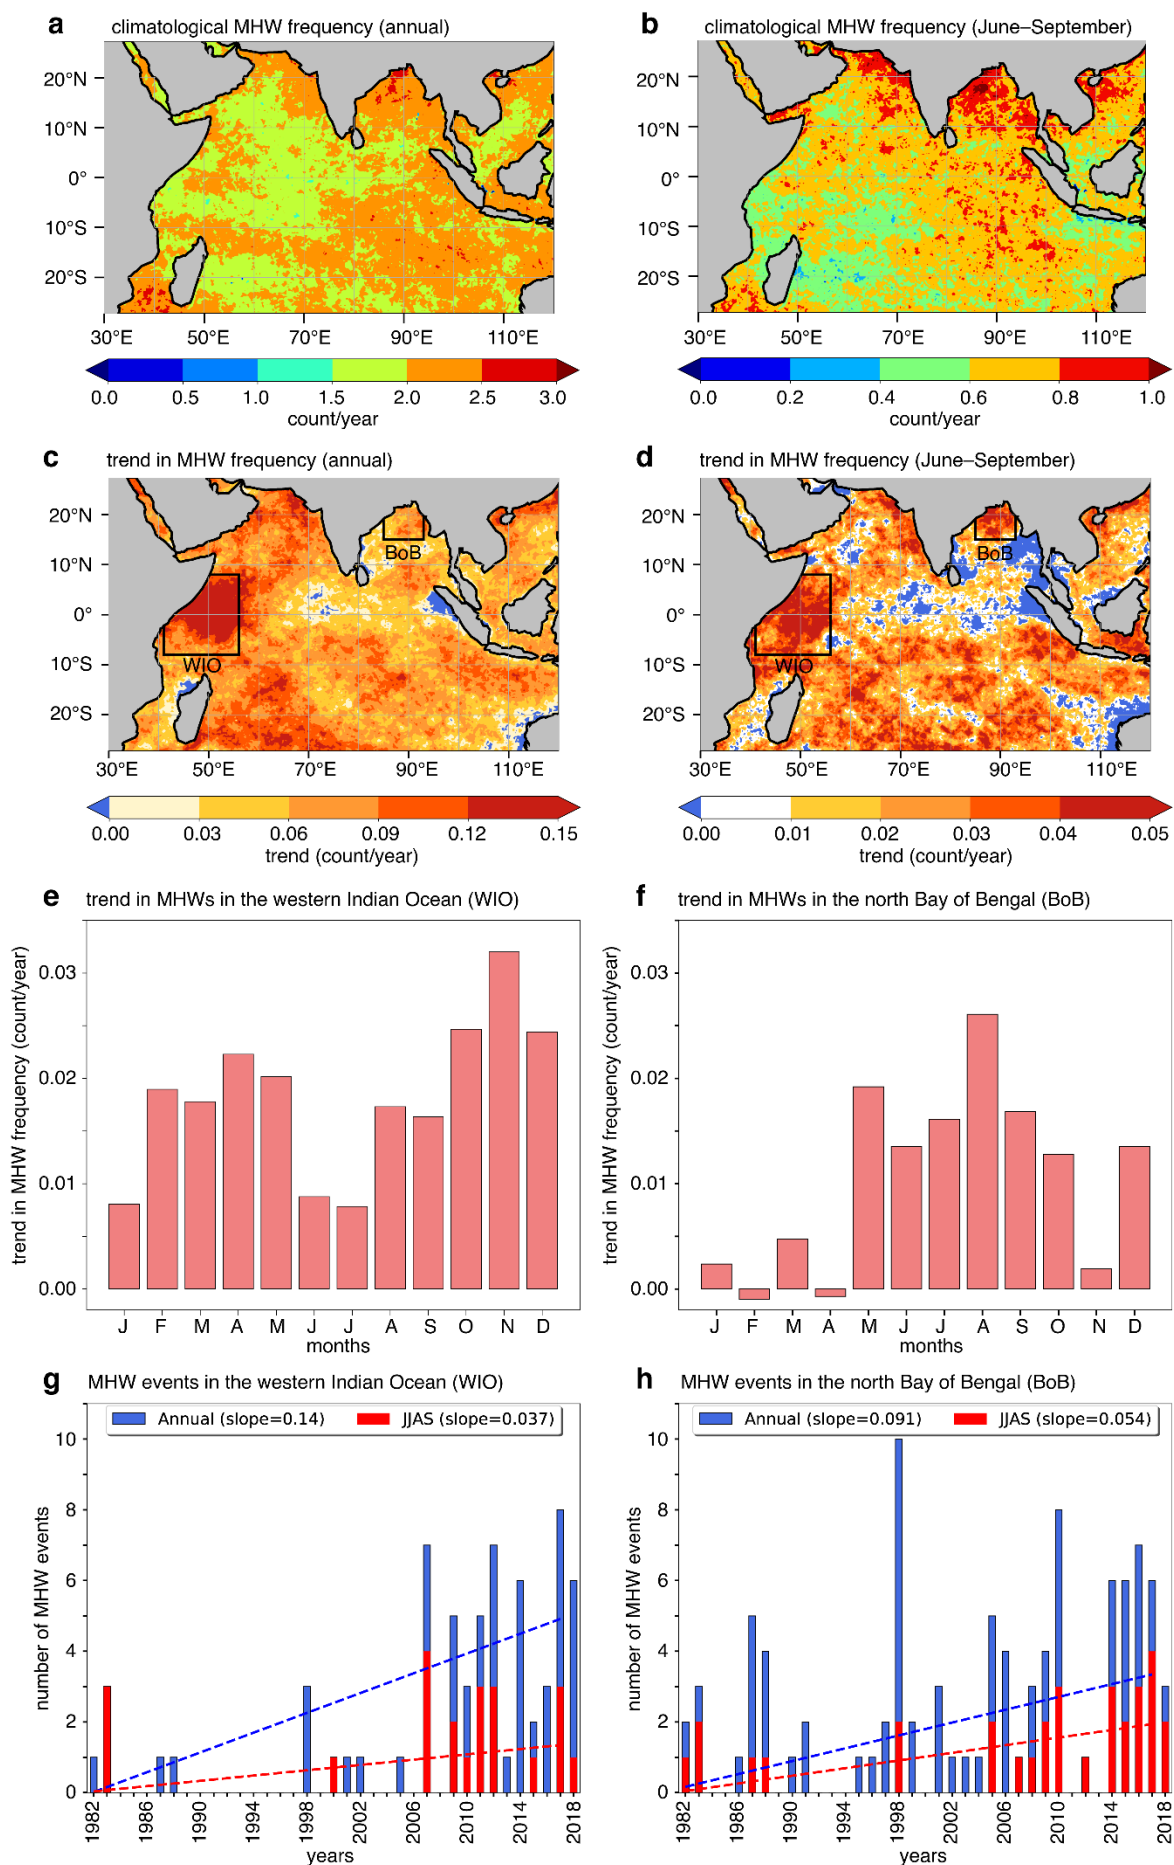 a climatological MHW frequency (annual)
20°N
10°N
0°
10°S
20°S
30°E 50°E 70°E 90°E 110°E
0.0 0.5 1.0 1.5 2.0 2.5 3.0
count/year
b climatological MHW frequency (June–September)
20°N
10°N
0°
10°S
20°S
30°E 50°E 70°E 90°E 110°E
0.0 0.2 0.4 0.6 0.8 1.0
count/year
c trend in MHW frequency (annual)
20°N
10°N
0°
10°S
20°S
BoB
WIO
30°E 50°E 70°E 90°E 110°E
0.00 0.03 0.06 0.09 0.12 0.15
trend (count/year)
d trend in MHW frequency (June–September)
20°N
10°N
0°
10°S
20°S
BoB
WIO
30°E 50°E 70°E 90°E 110°E
0.00 0.01 0.02 0.03 0.04 0.05
trend (count/year)
e trend in MHWs in the western Indian Ocean (WIO)
trend in MHW frequency (count/year)
0.03
0.02
0.01
0.00
J F M A M J J A S O N D
months
f trend in MHWs in the north Bay of Bengal (BoB)
trend in MHW frequency (count/year)
0.03
0.02
0.01
0.00
J F M A M J J A S O N D
months
g MHW events in the western Indian Ocean (WIO)
Annual (slope=0.14) JJAS (slope=0.037)
number of MHW events
10
8
6
4
2
0
1982 1986 1990 1994 1998 2002 2006 2010 2014 2018
years
h MHW events in the north Bay of Bengal (BoB)
Annual (slope=0.091) JJAS (slope=0.054)
number of MHW events
10
8
6
4
2
0
1982 1986 1990 1994 1998 2002 2006 2010 2014 2018
years